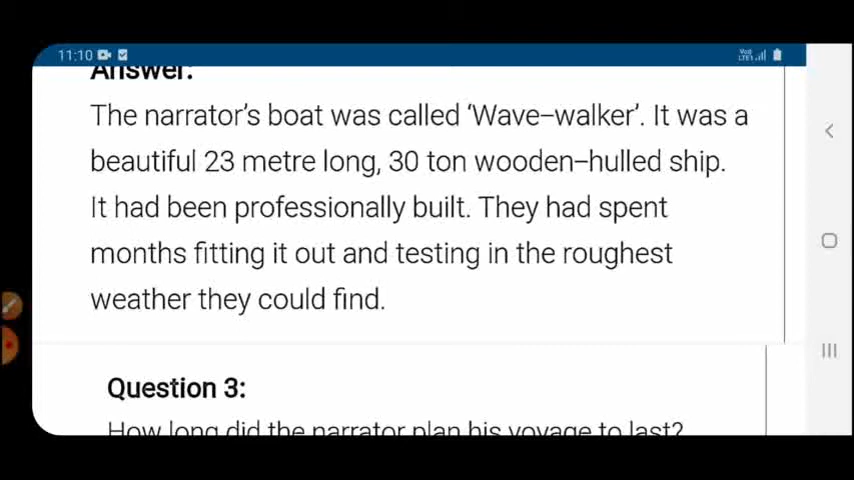 11:10
Answer:
The narrator's boat was called ‘Wave–walker’. It was a
beautiful 23 metre long, 30 ton wooden–hulled ship.
It had been professionally built. They had spent
months fitting it out and testing in the roughest
weather they could find.
Question 3:
How long did the narrator plan his voyage to last?